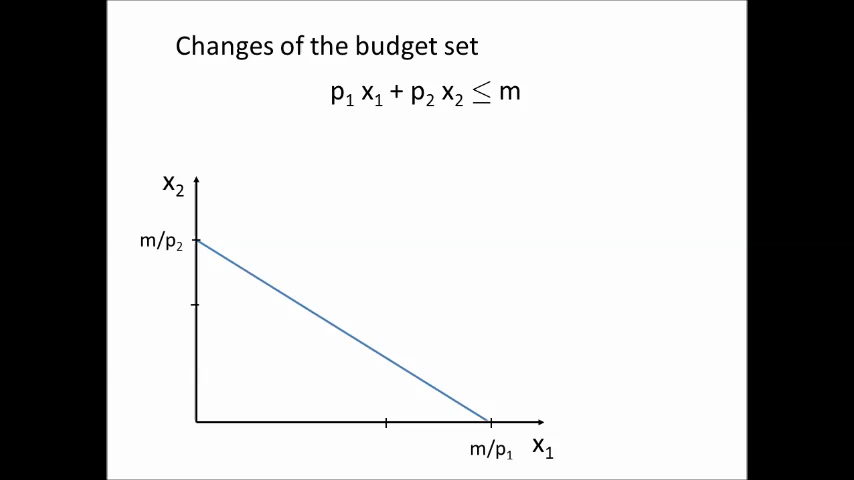 Changes of the budget set
p₁ x₁ + p₂ x₂ ≤ m
x₂
m/p₂
m/p₁
x₁